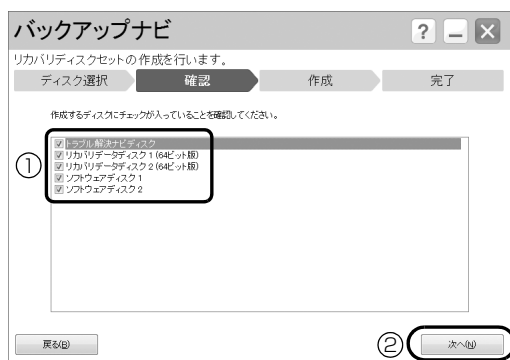 バックアップナビ
? – ×
リカバリディスクセットの作成を行います。
ディスク選択 確認 作成 完了
作成するディスクにチェックが入っていることを確認してください。
トラブル解決ナビディスク
リカバリデータディスク1(64ビット版)
リカバリデータディスク2(64ビット版)
ソフトウェアディスク1
ソフトウェアディスク2
①
戻る(B)
② 次へ(N)